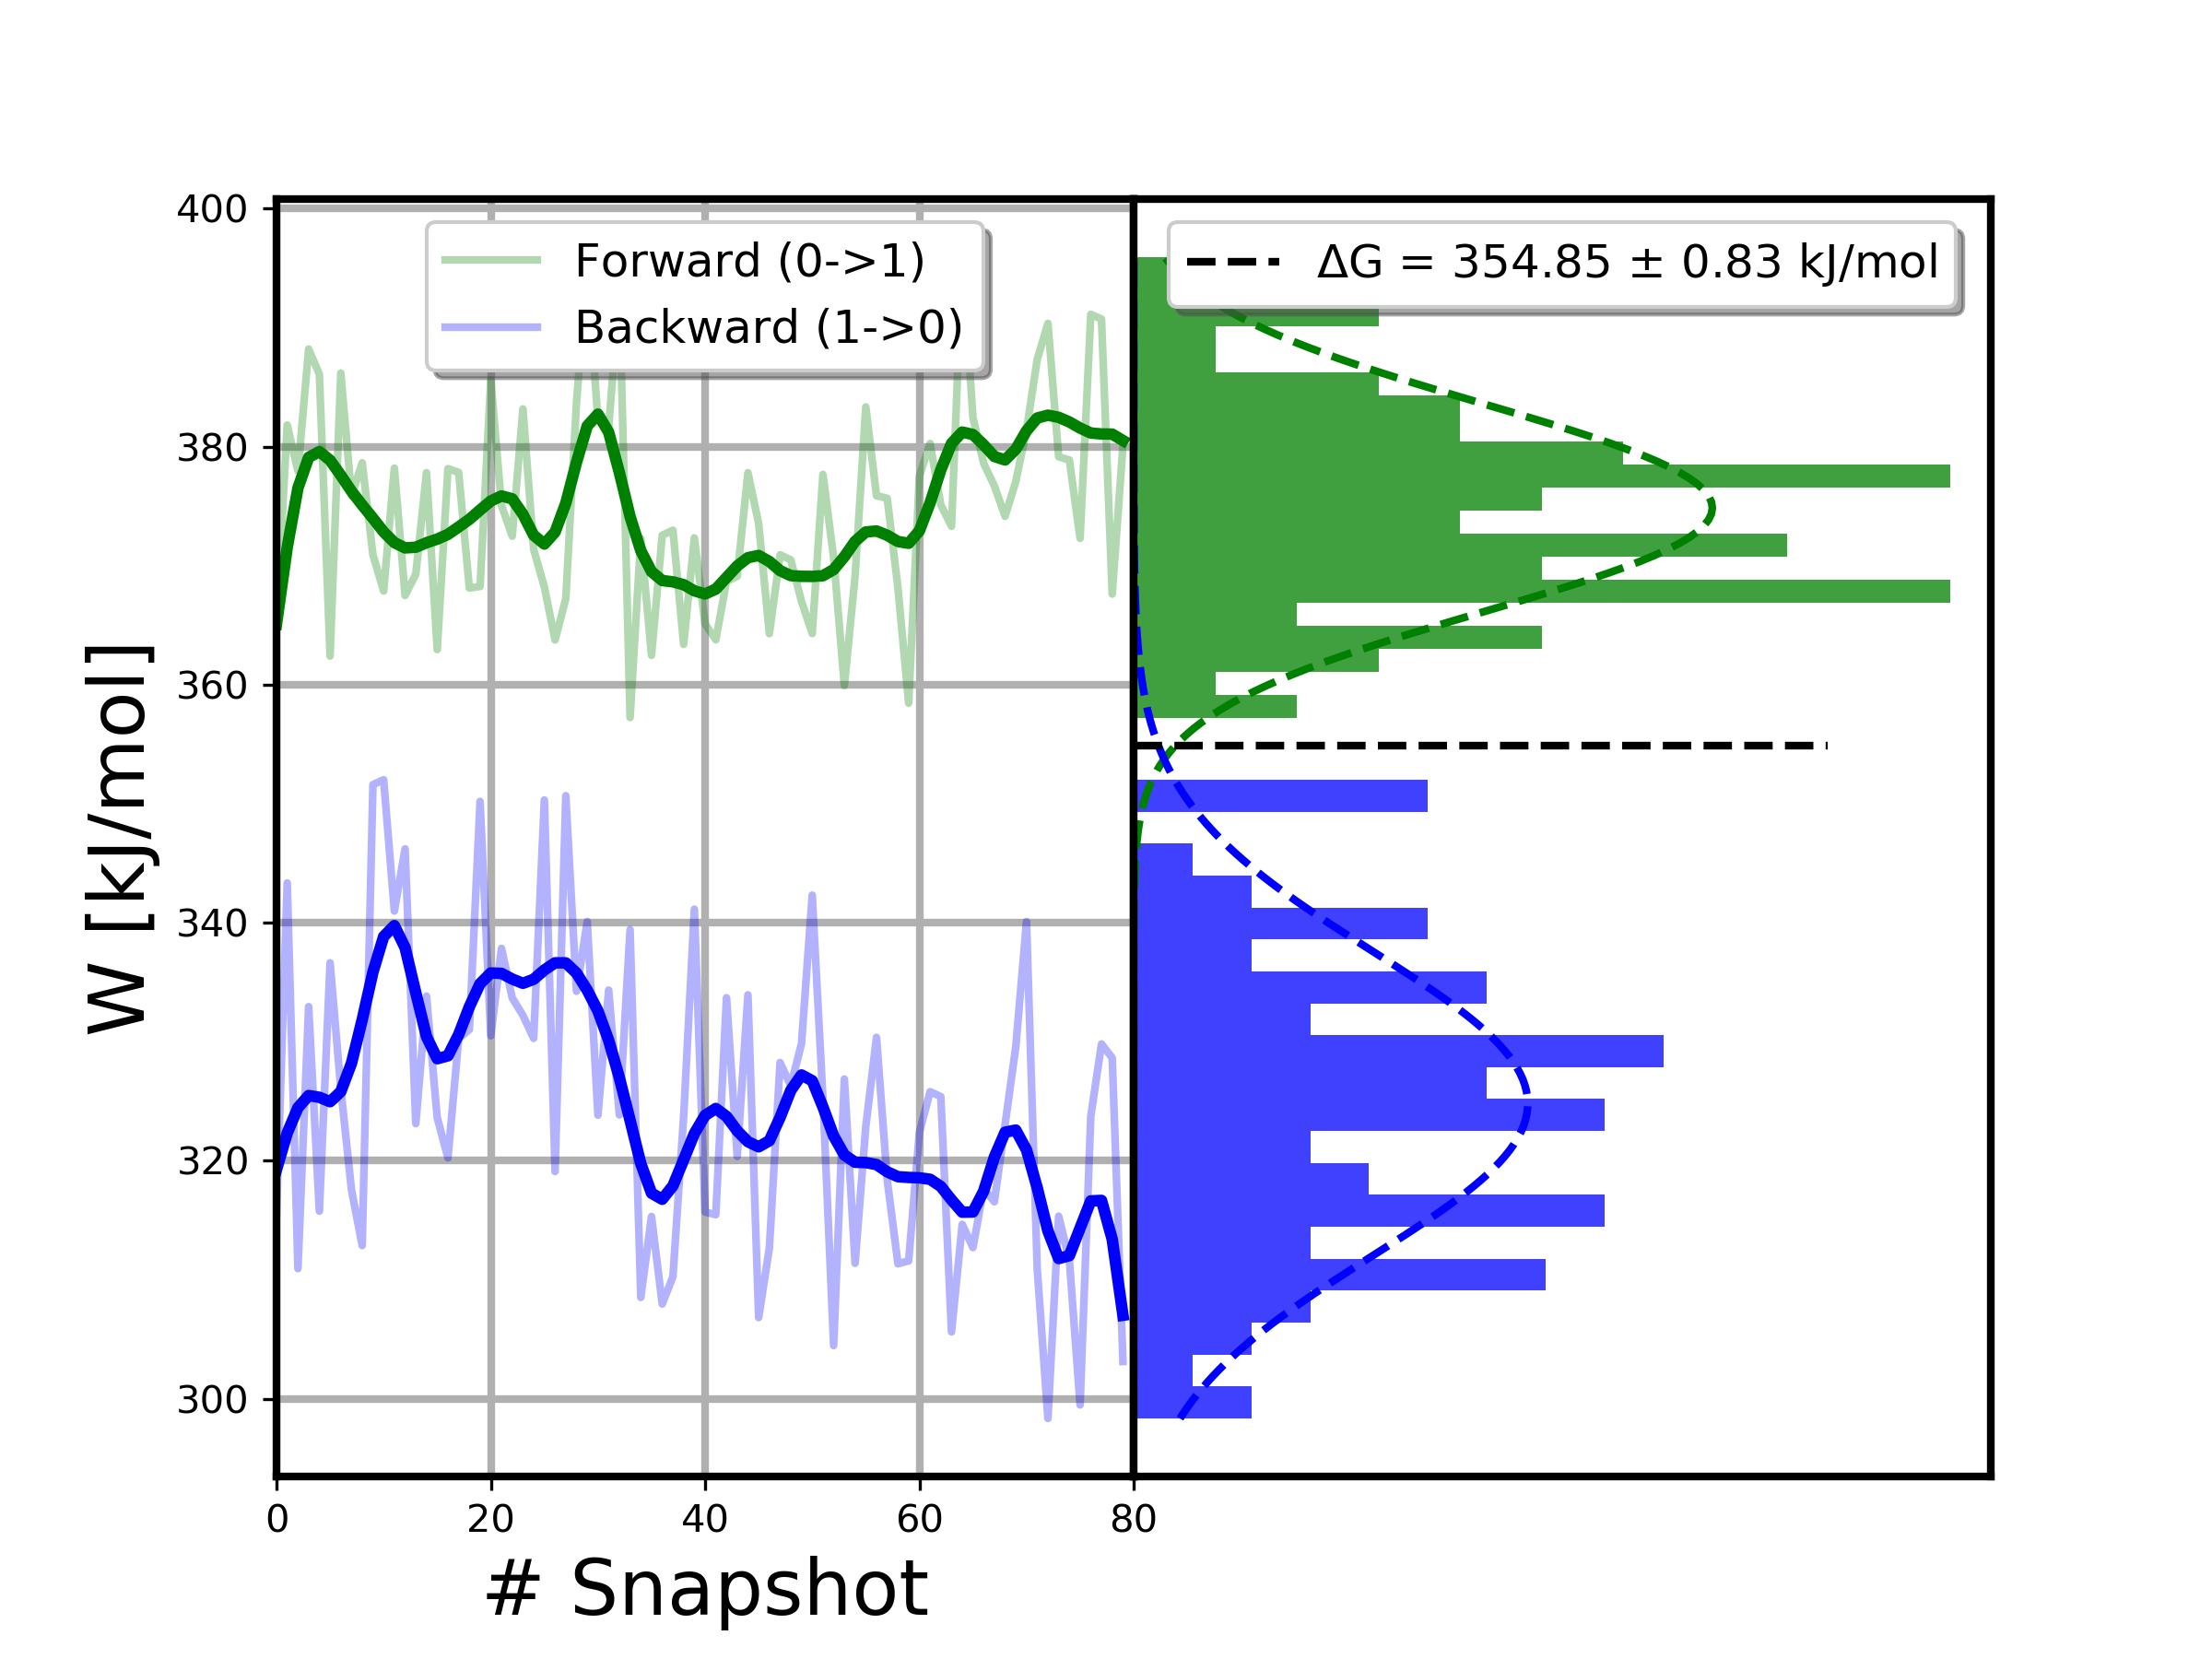 Forward (0->1)
Backward (1->0)
ΔG = 354.85 ± 0.83 kJ/mol
W [kJ/mol]
400
380
360
340
320
300
0 20 40 60 80
# Snapshot